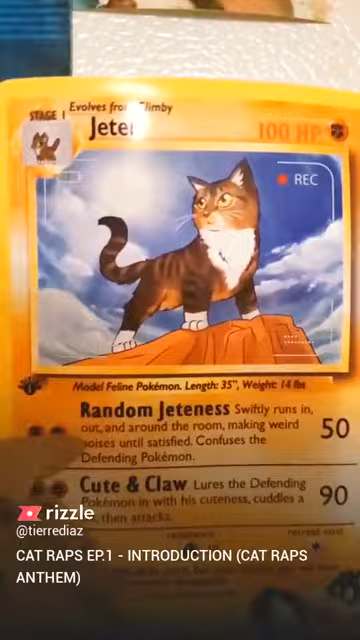 Evolves from Climby
STAGE 1
Jete
100 HP
REC
Model Feline Pokémon. Length: 35", Weight: 14 lbs
Random Jeteness Swiftly runs in,
out, and around the room, making weird
noises until satisfied. Confuses the
Defending Pokémon.
50
Cute & Claw Lures the Defending
Pokémon in with his cuteness, cuddles a
then attacks.
90
retreat cost
rizzle
@tierrediaz
CAT RAPS EP.1 - INTRODUCTION (CAT RAPS
ANTHEM)